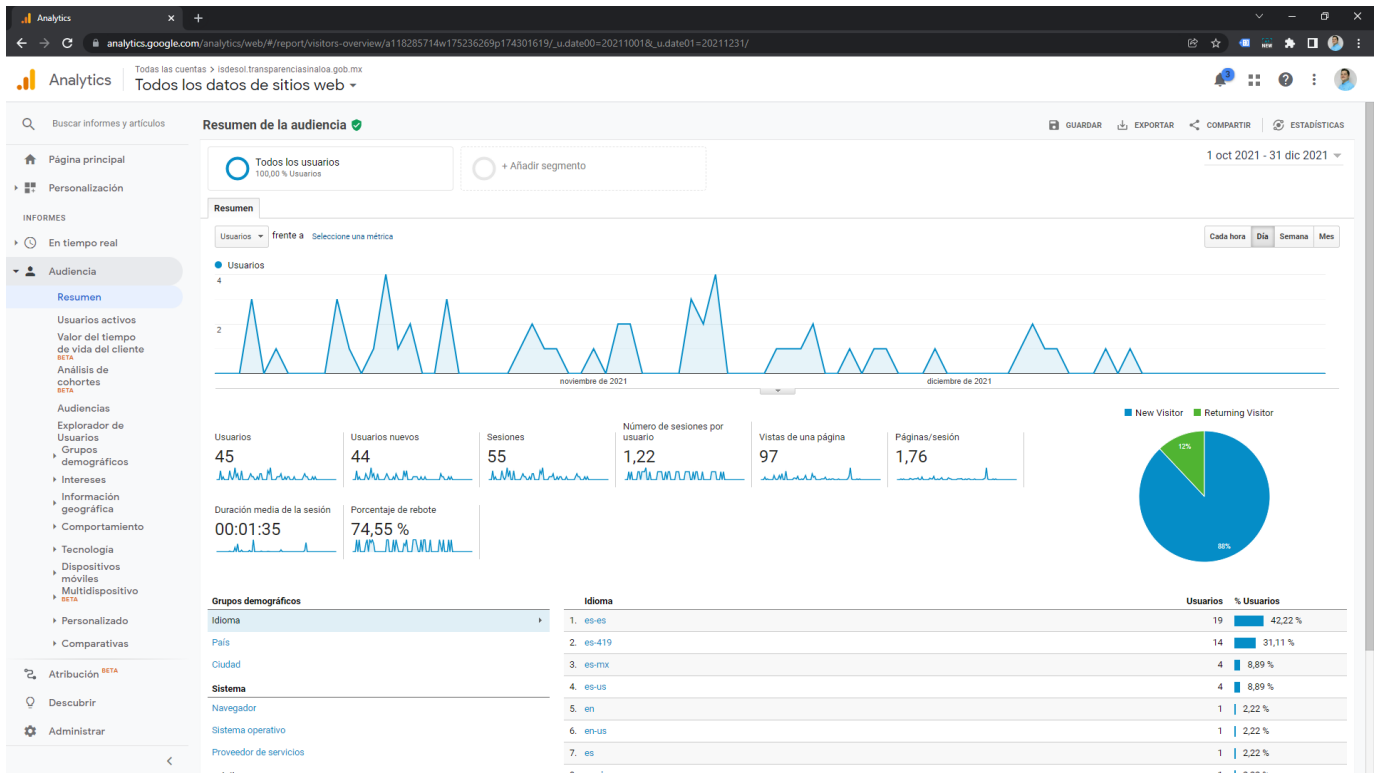 Analytics
analytics.google.com/analytics/web/#/report/visitors-overview/a118285714w175236269p174301619/_u.date00=20211001&_u.date01=20211231/
NEW
Analytics
Todas las cuentas > isdesol.transparenciasinaloa.gob.mx
Todos los datos de sitios web
3
Buscar informes y artículos
Página principal
Personalización
INFORMES
En tiempo real
Audiencia
Resumen
Usuarios activos
Valor del tiempo
de vida del cliente
BETA
Análisis de
cohortes
BETA
Audiencias
Explorador de
Usuarios
Grupos
demográficos
Intereses
Información
geográfica
Comportamiento
Tecnología
Dispositivos
móviles
Multidispositivo
BETA
Personalizado
Comparativas
Atribución BETA
Descubrir
Administrar
Resumen de la audiencia
GUARDAR
EXPORTAR
COMPARTIR
ESTADÍSTICAS
Todos los usuarios
100,00 % Usuarios
+ Añadir segmento
1 oct 2021 - 31 dic 2021
Resumen
Usuarios frente a Seleccione una métrica
Cada hora Día Semana Mes
Usuarios
4
2
noviembre de 2021
diciembre de 2021
New Visitor Returning Visitor
12%
88%
Usuarios
45
Usuarios nuevos
44
Sesiones
55
Número de sesiones por
usuario
1,22
Vistas de una página
97
Páginas/sesión
1,76
Duración media de la sesión
00:01:35
Porcentaje de rebote
74,55 %
Grupos demográficos
Idioma
País
Ciudad
Sistema
Navegador
Sistema operativo
Proveedor de servicios
Idioma Usuarios % Usuarios
1. es-es 19 42,22 %
2. es-419 14 31,11 %
3. es-mx 4 8,89 %
4. es-us 4 8,89 %
5. en 1 2,22 %
6. en-us 1 2,22 %
7. es 1 2,22 %